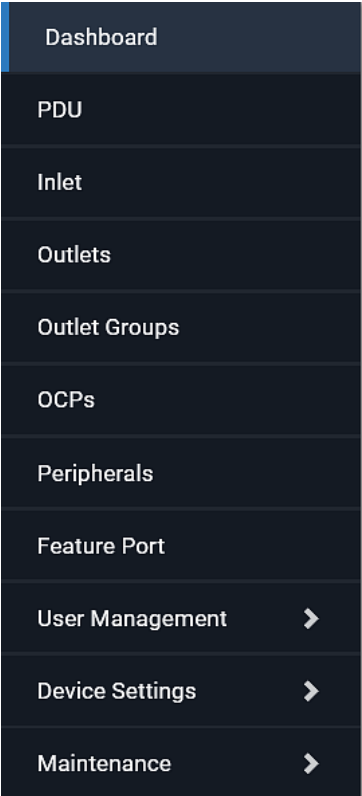 Dashboard
PDU
Inlet
Outlets
Outlet Groups
OCPs
Peripherals
Feature Port
User Management
Device Settings
Maintenance